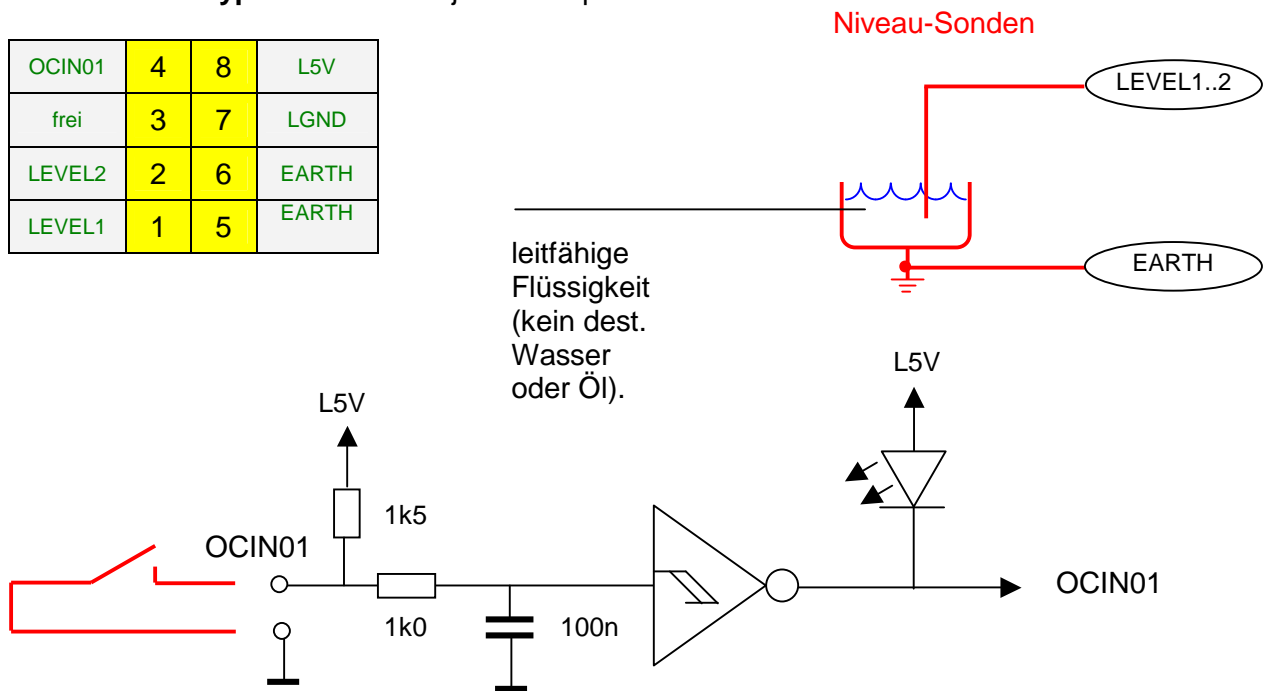 Niveau-Sonden
OCIN01 4 8 L5V
frei 3 7 LGND
LEVEL2 2 6 EARTH
LEVEL1 1 5 EARTH
LEVEL1..2
EARTH
leitfähige
Flüssigkeit
(kein dest.
Wasser
oder Öl).
L5V
L5V
1k5
OCIN01
1k0
100n
OCIN01